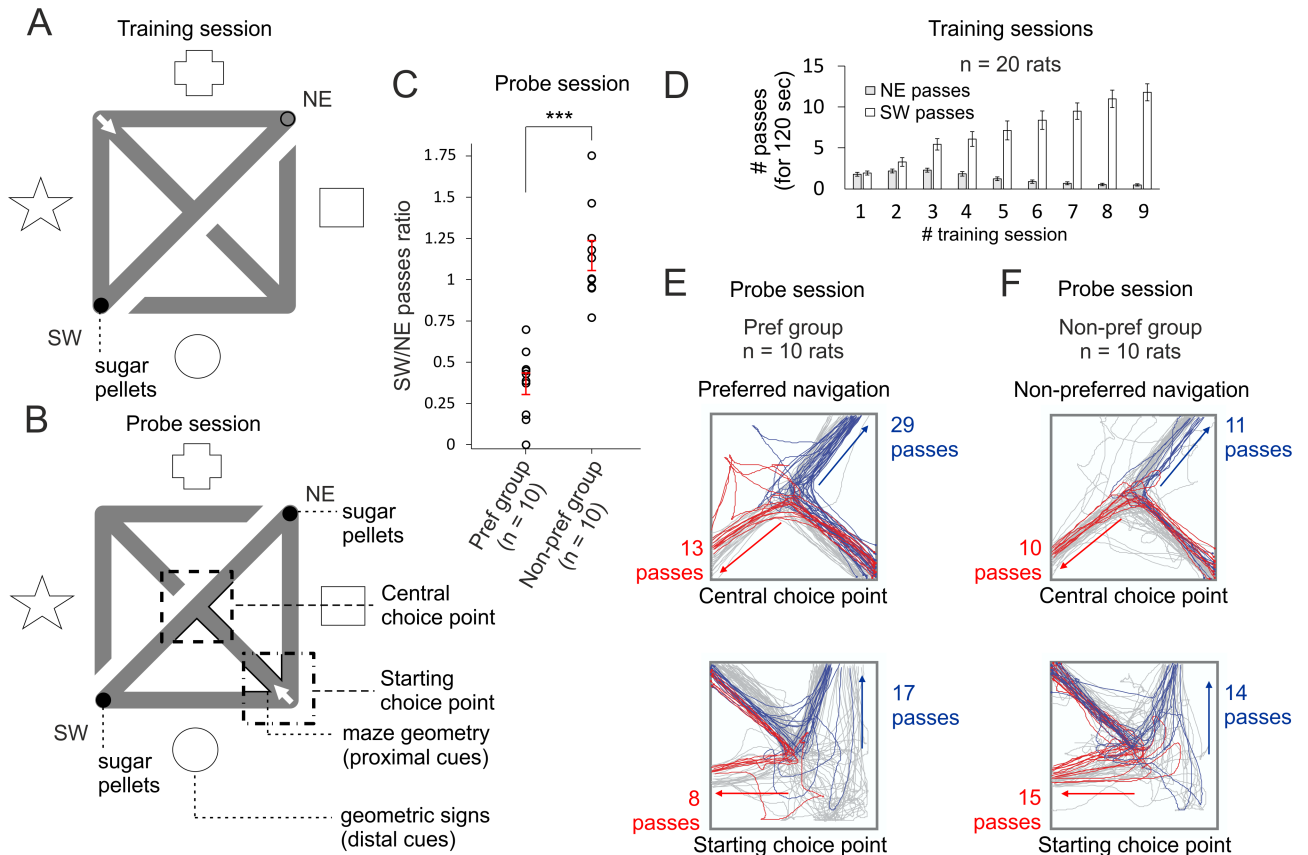 A
Training session
NE
SW
sugar
pellets
B
Probe session
NE
sugar
pellets
Central
choice point
Starting
choice point
SW
sugar
pellets
maze geometry
(proximal cues)
geometric signs
(distal cues)
C
Probe session
***
SW/NE passes ratio
1.75
1.5
1.25
1
0.75
0.5
0.25
0
Pref group
(n = 10)
Non-pref group
(n = 10)
D
Training sessions
n = 20 rats
# passes
(for 120 sec)
15
10
5
0
NE passes
SW passes
1 2 3 4 5 6 7 8 9
# training session
E
Probe session
Pref group
n = 10 rats
Preferred navigation
29
passes
13
passes
Central choice point
17
passes
8
passes
Starting choice point
F
Probe session
Non-pref group
n = 10 rats
Non-preferred navigation
11
passes
10
passes
Central choice point
14
passes
15
passes
Starting choice point